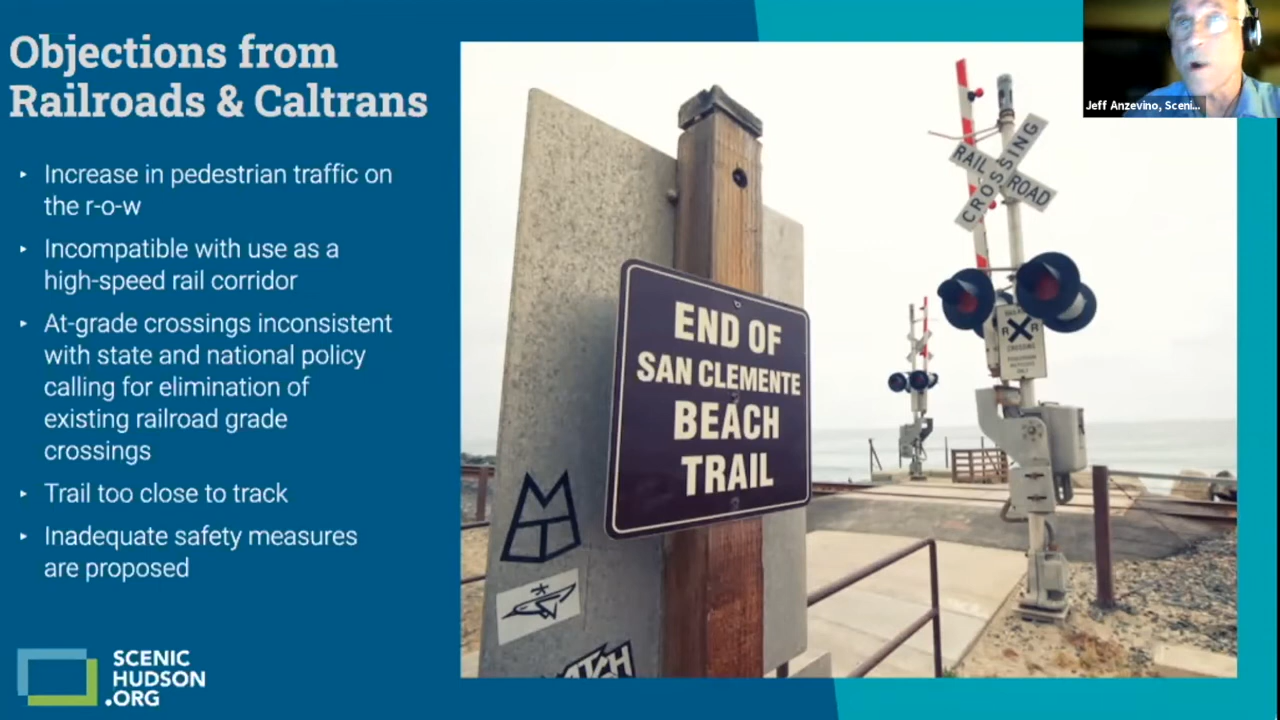 Objections from
Railroads & Caltrans
‣ Increase in pedestrian traffic on
the r-o-w
‣ Incompatible with use as a
high-speed rail corridor
‣ At-grade crossings inconsistent
with state and national policy
calling for elimination of
existing railroad grade
crossings
‣ Trail too close to track
‣ Inadequate safety measures
are proposed
SCENIC
HUDSON
.ORG
END OF
SAN CLEMENTE
BEACH
TRAIL
RAIL ROAD
CROSSING
R X R
CROSSING
Jeff Anzevino, Sceni...